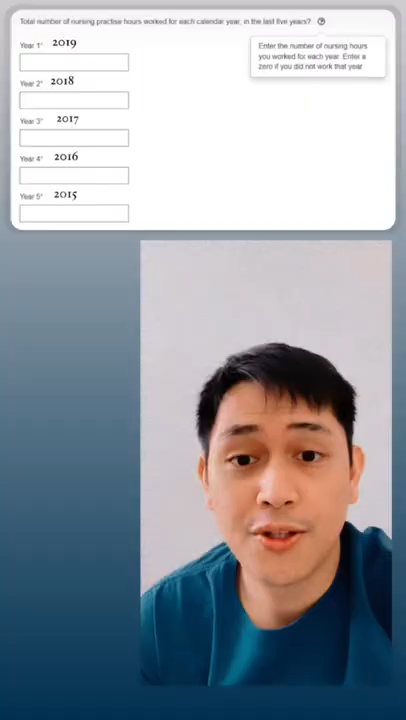 Total number of nursing practise hours worked for each calendar year, in the last five years? ?
Enter the number of nursing hours
you worked for each year. Enter a
zero if you did not work that year
Year 1* 2019
Year 2* 2018
Year 3* 2017
Year 4* 2016
Year 5* 2015